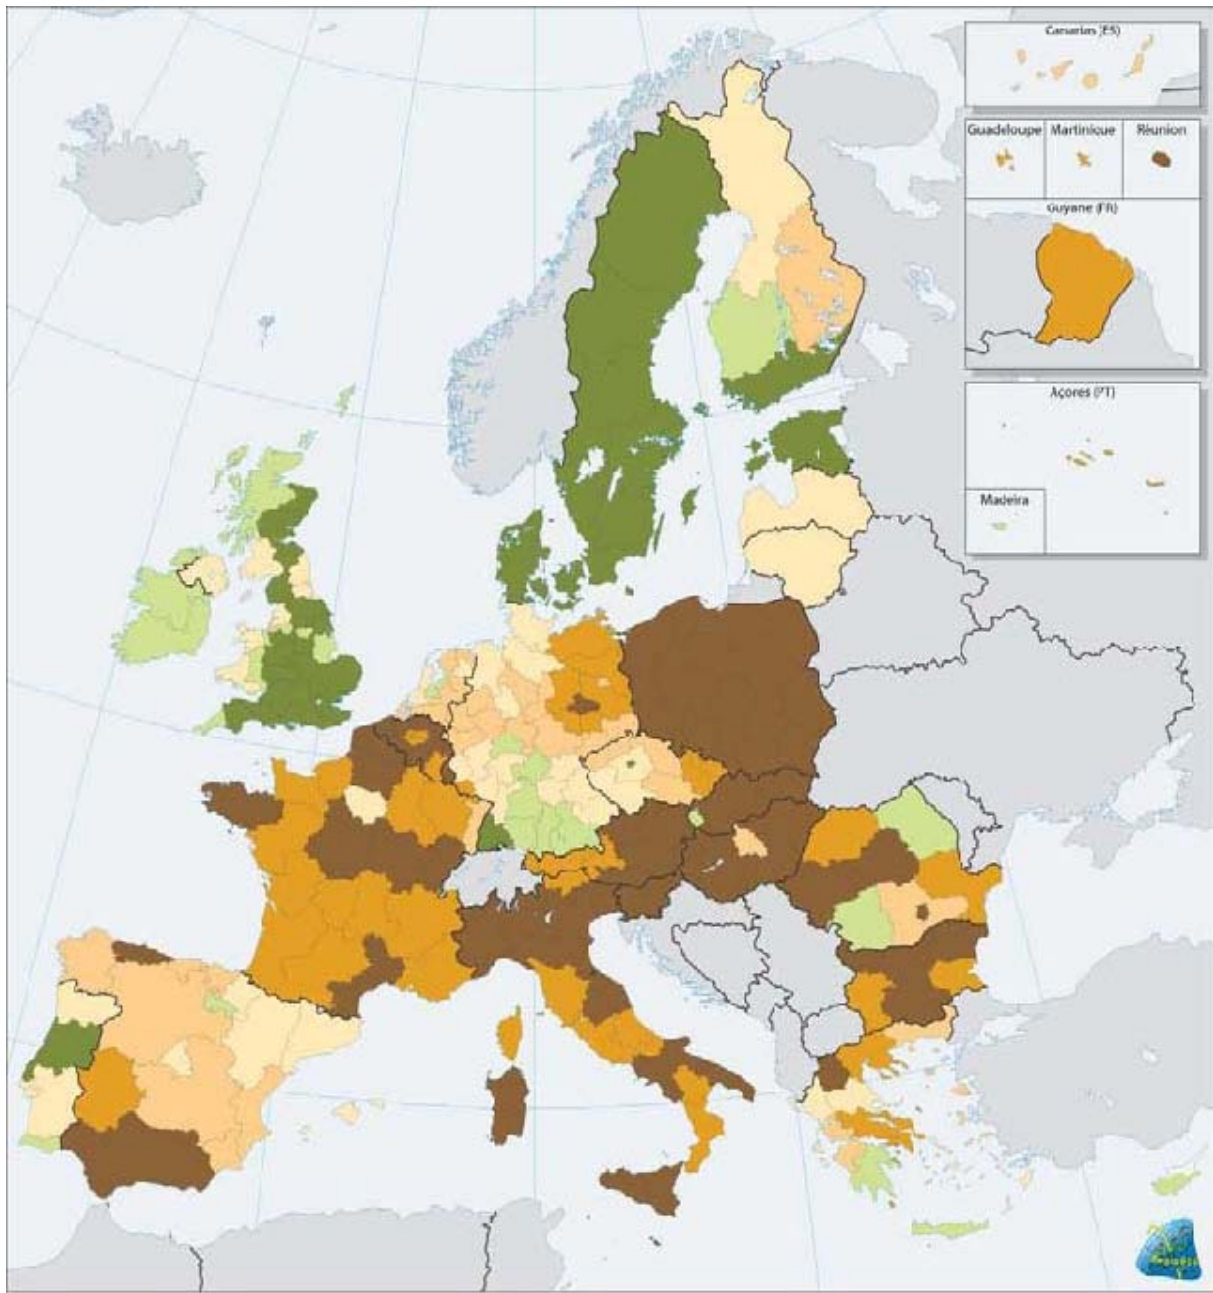 Canarias (ES)
Guadeloupe
Martinique
Réunion
Guyane (FR)
Açores (PT)
Madeira